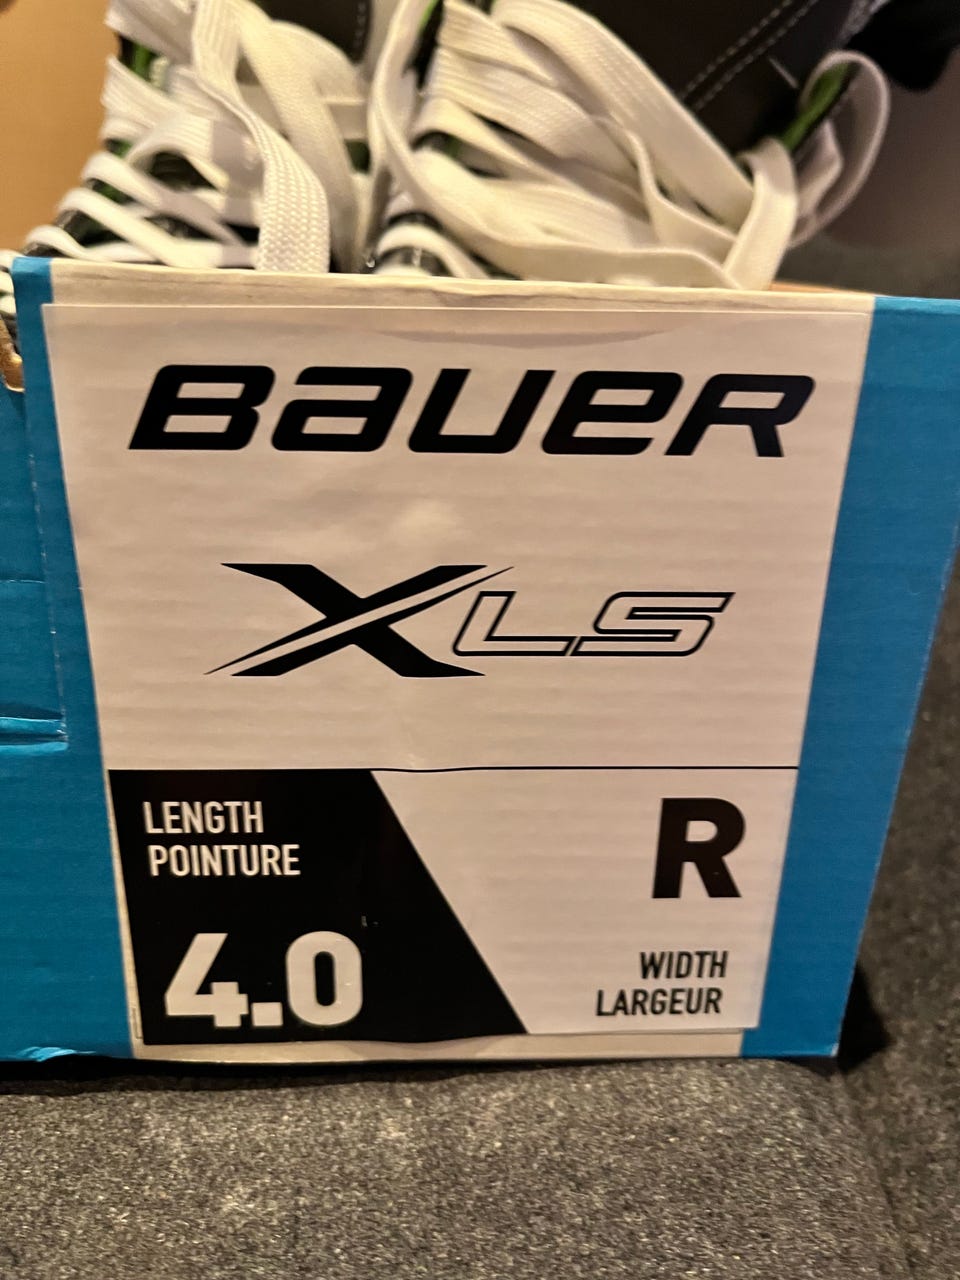 BAUER
XLS
LENGTH
POINTURE
4.0
R
WIDTH
LARGEUR